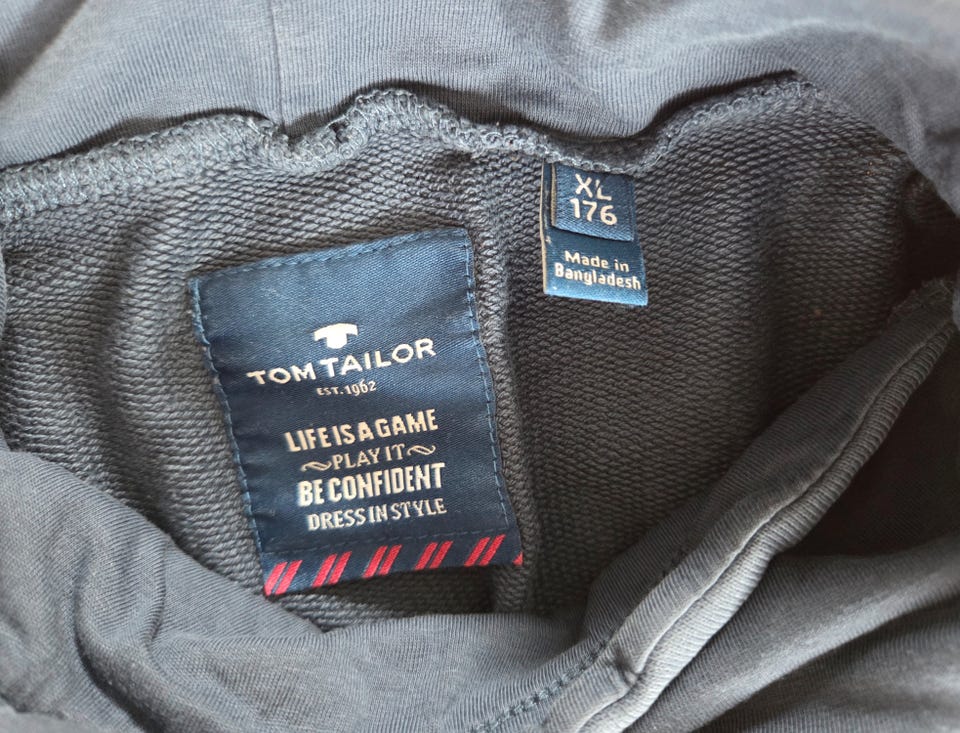 TOM TAILOR
EST. 1962
LIFE IS A GAME
PLAY IT
BE CONFIDENT
DRESS IN STYLE
XL
176
Made in
Bangladesh